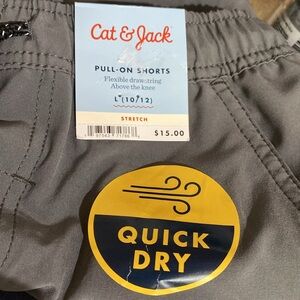 Cat & Jack
PULL-ON SHORTS
Flexible drawstring
Above the knee
L (10/12)
STRETCH
$15.00
QUICK
DRY